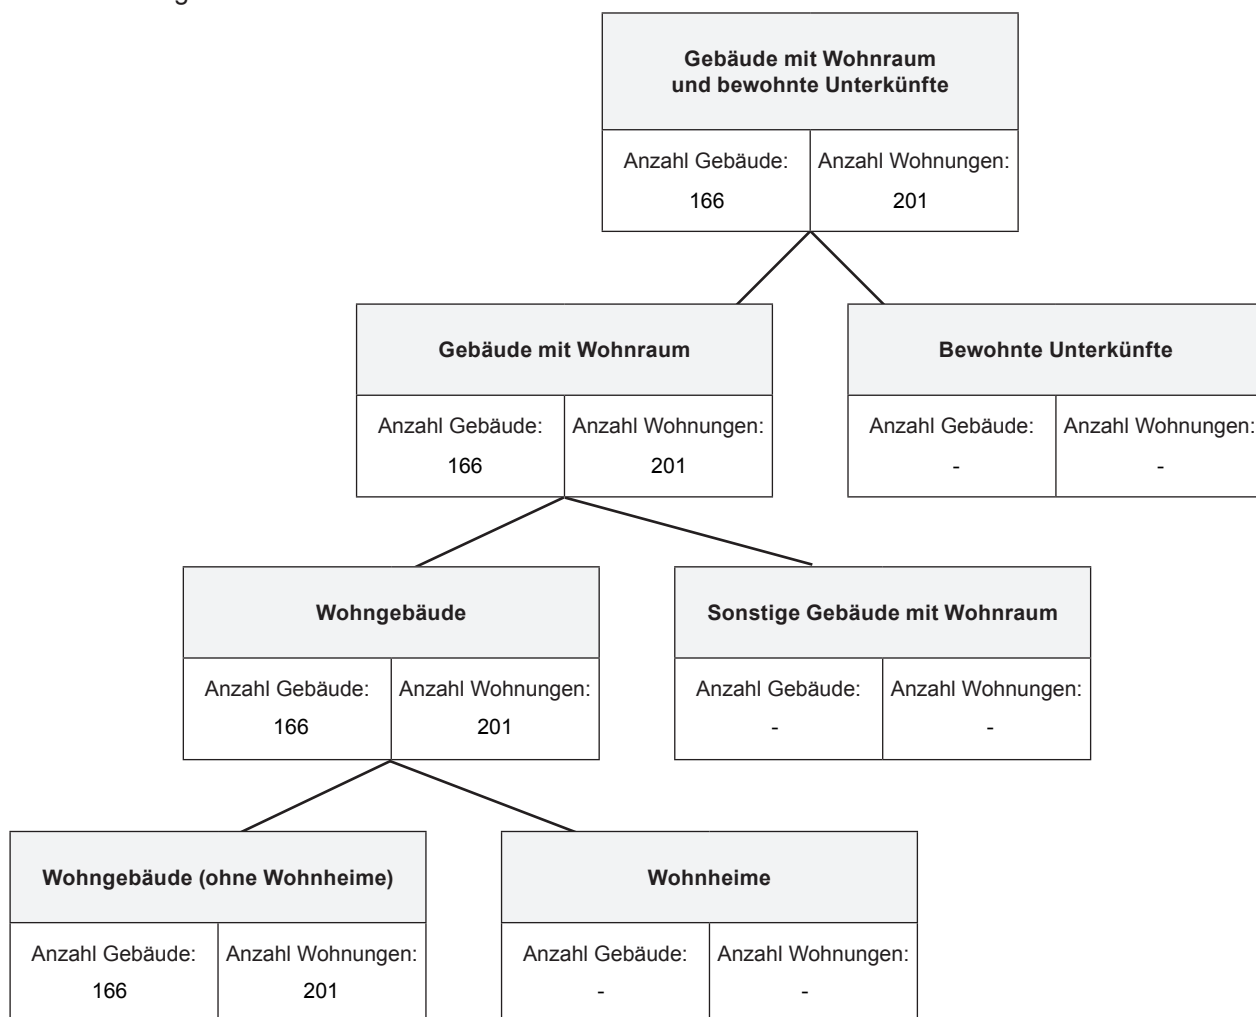 Gebäude mit Wohnraum
und bewohnte Unterkünfte
Anzahl Gebäude: Anzahl Wohnungen:
166 201
Gebäude mit Wohnraum
Bewohnte Unterkünfte
Anzahl Gebäude: Anzahl Wohnungen:
166 201
Anzahl Gebäude: Anzahl Wohnungen:
- -
Wohngebäude
Sonstige Gebäude mit Wohnraum
Anzahl Gebäude: Anzahl Wohnungen:
166 201
Anzahl Gebäude: Anzahl Wohnungen:
- -
Wohngebäude (ohne Wohnheime)
Wohnheime
Anzahl Gebäude: Anzahl Wohnungen:
166 201
Anzahl Gebäude: Anzahl Wohnungen:
- -